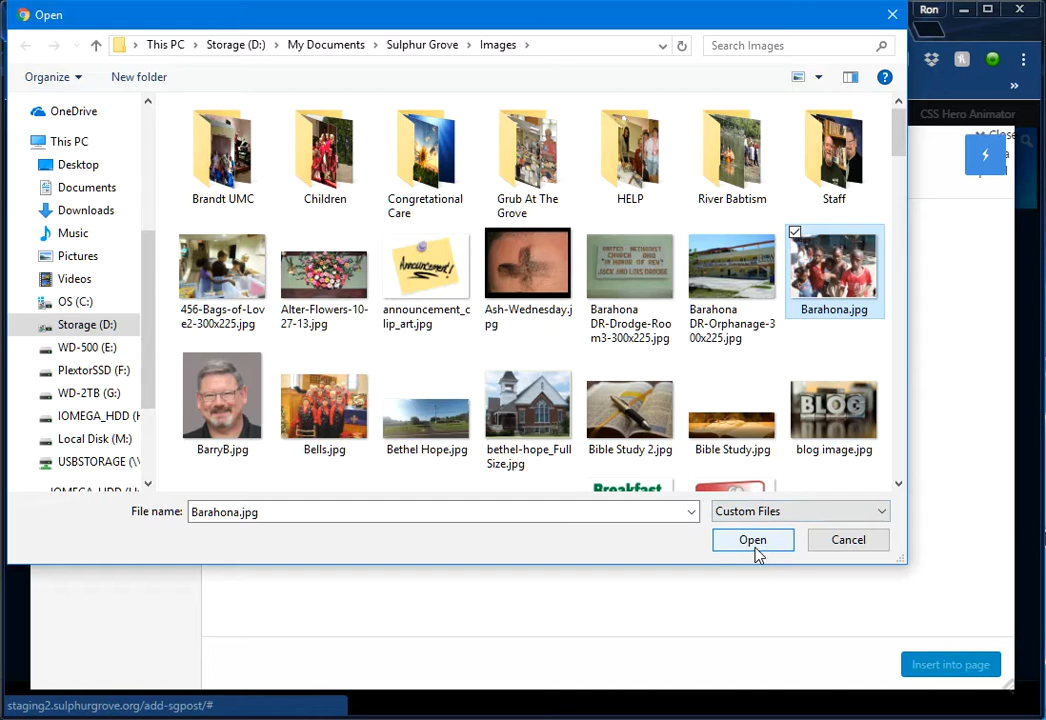 Open
Ron
This PC
Storage (D:)
My Documents
Sulphur Grove
Images
Search Images
Organize
New folder
CSS Hero Animator
Close
OneDrive
This PC
Desktop
Documents
Downloads
Music
Pictures
Videos
OS (C:)
Storage (D:)
WD-500 (E:)
PlextorSSD (F:)
WD-2TB (G:)
IOMEGA_HDD (H
Local Disk (M:)
USBSTORAGE (\\
Brandt UMC
Children
Congretational
Care
Grub At The
Grove
HELP
River Babtism
Staff
456-Bags-of-Lov
e2-300x225.jpg
Alter-Flowers-10-
27-13.jpg
Announcement!
announcement_c
lip_art.jpg
Ash-Wednesday.j
pg
Barahona
DR-Drodge-Roo
m3-300x225.jpg
Barahona
DR-Orphanage-3
00x225.jpg
Barahona.jpg
BarryB.jpg
Bells.jpg
Bethel Hope.jpg
bethel-hope_Full
Size.jpg
Bible Study 2.jpg
Bible Study.jpg
BLOG
blog image.jpg
Breakfast
File name:
Barahona.jpg
Custom Files
Open
Cancel
Insert into page
staging2.sulphurgrove.org/add-sgpost/#